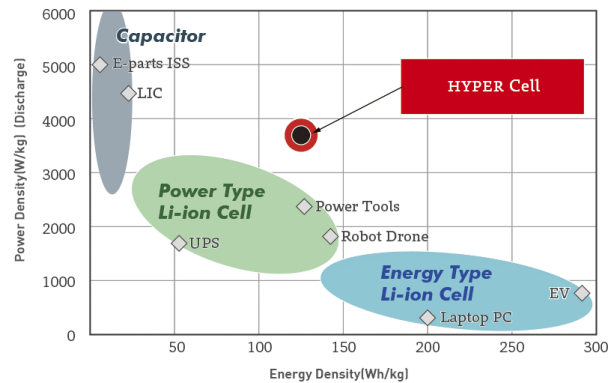 6000
5000
4000
3000
2000
1000
0
Power Density(W/kg) (Discharge)
Capacitor
E-parts ISS
LIC
HYPER Cell
Power Type
Li-ion Cell
Power Tools
Robot Drone
UPS
Energy Type
Li-ion Cell
EV
Laptop PC
50
100
150
200
250
300
Energy Density(Wh/kg)